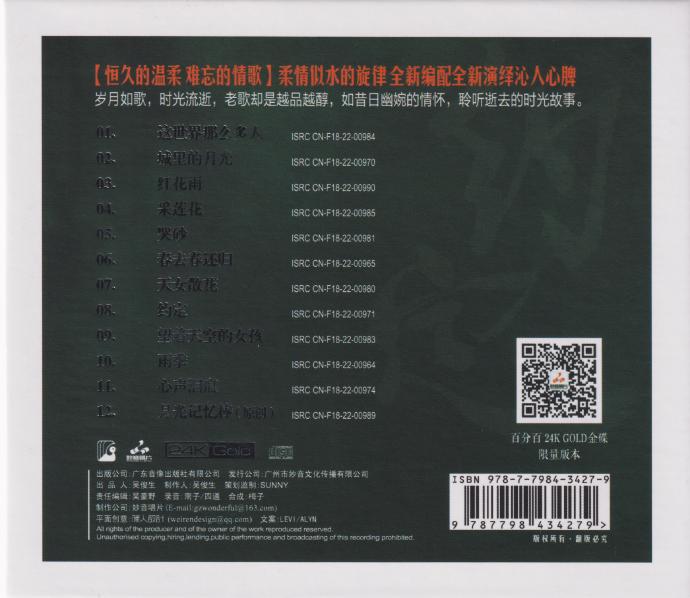 【恒久的温柔 难忘的情歌】柔情似水的旋律 全新编配全新演绎沁人心脾
岁月如歌，时光流逝，老歌却是越品越醇，如昔日幽婉的情怀，聆听逝去的时光故事。
01. 这世界那么多人 ISRC CN-F18-22-00984
02. 城里的月光 ISRC CN-F18-22-00970
03. 红花雨 ISRC CN-F18-22-00990
04. 采莲花 ISRC CN-F18-22-00985
05. 哭砂 ISRC CN-F18-22-00981
06. 春去春还归 ISRC CN-F18-22-00965
07. 天女散花 ISRC CN-F18-22-00980
08. 约定 ISRC CN-F18-22-00971
09. 望着天空的女孩 ISRC CN-F18-22-00983
10. 雨季 ISRC CN-F18-22-00964
11. 心声泪痕 ISRC CN-F18-22-00974
12. 月光记忆棒（原创） ISRC CN-F18-22-00989
百分百 24K GOLD金碟
限量版本
24K Gold
出版公司：广东音像出版社有限公司 发行公司：广州市妙音文化传播有限公司
出 品 人：吴俊生 制作人：吴俊生 策划监制：SUNNY
责任编辑：吴豪野 录音：南子/四通 合成：梅子
制作公司：妙音唱片 (E-mail:gzwonderful@163.com)
平面创意： (weirendesign@qq.com) 文案：LEVI/ALYN
All rights of the producer and of the owner of the work reproduced reserved.
Unauthorised copying,hiring,lending,public performance and broadcasting of this recording prohibited.
ISBN 978-7-7984-3427-9
9 787798 434279 >
版权所有·翻版必究